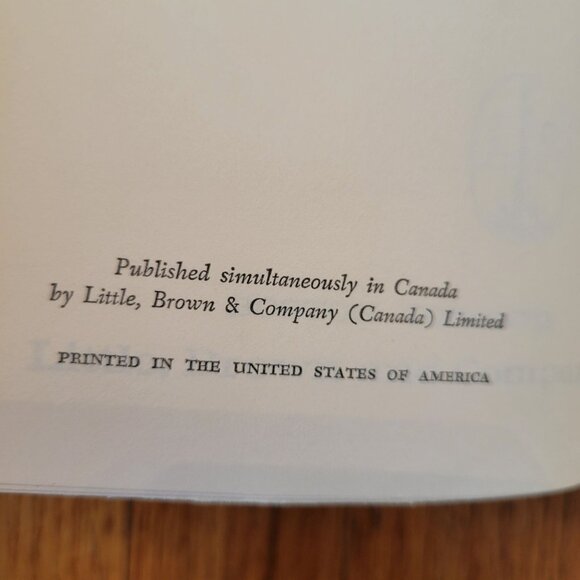 Published simultaneously in Canada
by Little, Brown & Company (Canada) Limited
PRINTED IN THE UNITED STATES OF AMERICA